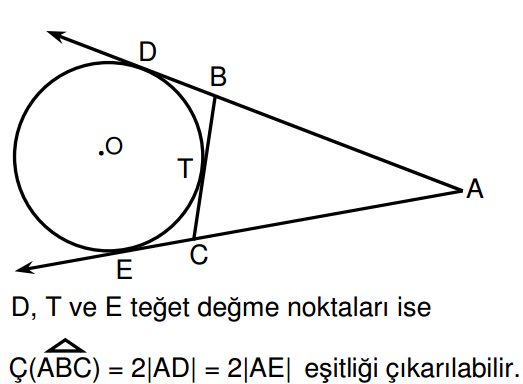 D
B
.O
T
A
C
E
D, T ve E teğet değme noktaları ise
Ç(ABC) = 2|AD| = 2|AE| eşitliği çıkarılabilir.